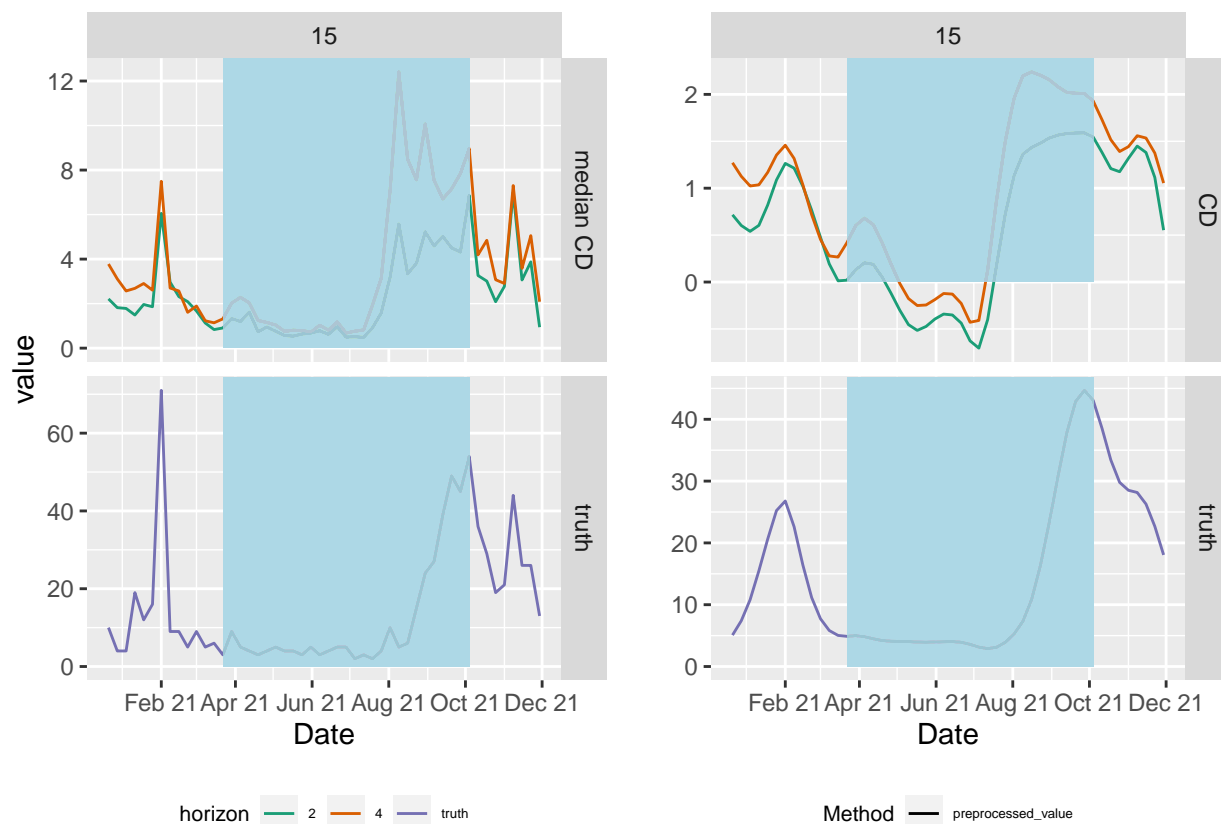 15
12
8
4
0
median CD
value
60
40
20
0
truth
Feb 21 Apr 21 Jun 21 Aug 21 Oct 21 Dec 21
Date
15
2
1
0
CD
40
30
20
10
0
truth
Feb 21 Apr 21 Jun 21 Aug 21 Oct 21 Dec 21
Date
horizon 2 4 truth
Method preprocessed_value